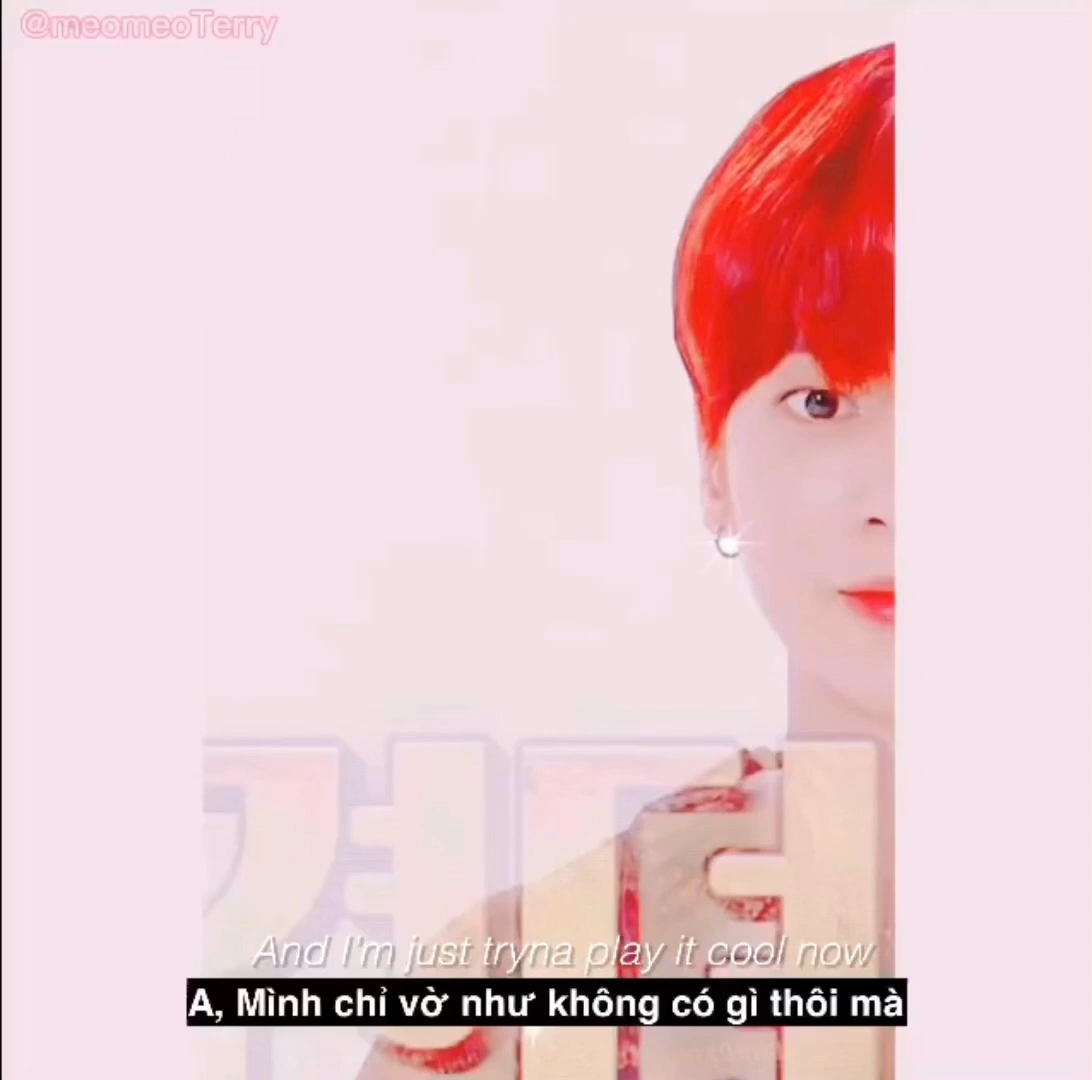 @meomeoTerry
And I'm just tryna play it cool now
A, Mình chỉ vờ như không có gì thôi mà